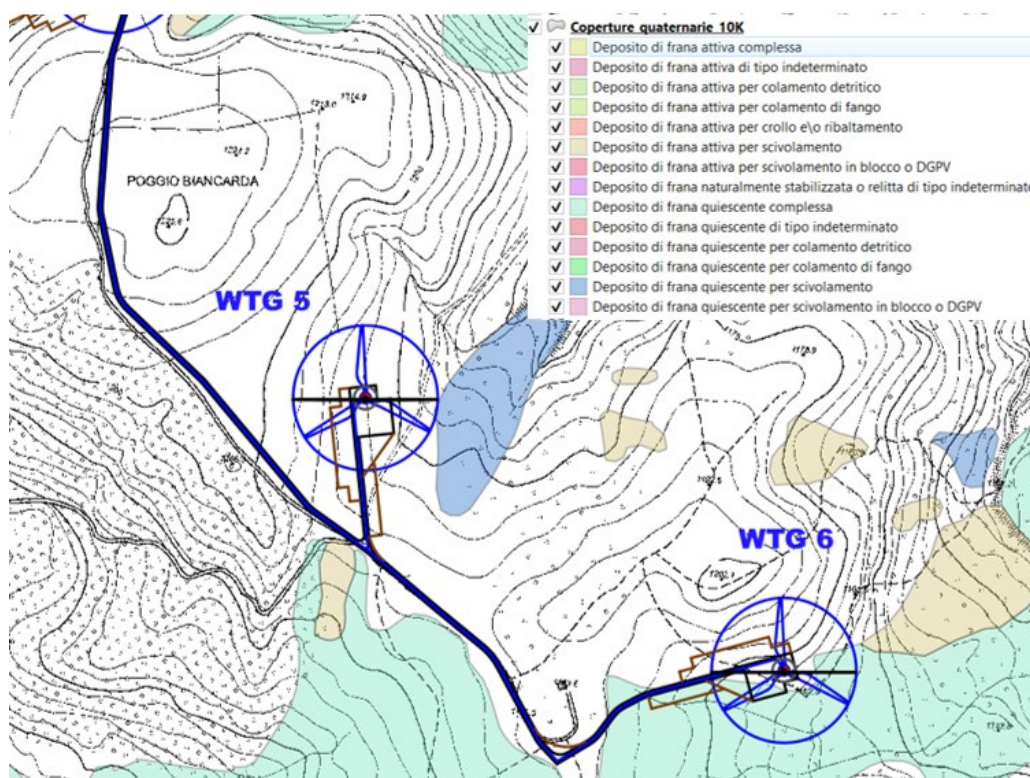 Coperture quaternarie 10K
Deposito di frana attiva complessa
Deposito di frana attiva di tipo indeterminato
Deposito di frana attiva per colamento detritico
Deposito di frana attiva per colamento di fango
Deposito di frana attiva per crollo e\o ribaltamento
Deposito di frana attiva per scivolamento
Deposito di frana attiva per scivolamento in blocco o DGPV
Deposito di frana naturalmente stabilizzata o relitta di tipo indeterminato
Deposito di frana quiescente complessa
Deposito di frana quiescente di tipo indeterminato
Deposito di frana quiescente per colamento detritico
Deposito di frana quiescente per colamento di fango
Deposito di frana quiescente per scivolamento
Deposito di frana quiescente per scivolamento in blocco o DGPV
POGGIO BIANCARDA
WTG 5
WTG 6